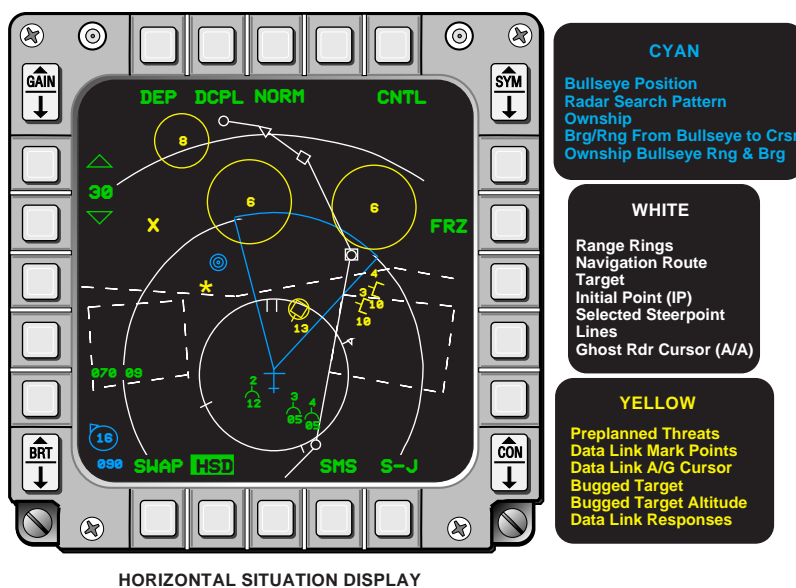 GAIN
SYM
DEP DCPL NORM CNTL
8
30
6
6
X
FRZ
*
4
3
10
10
13
070 09
2
12
3
05
4
09
16
090
BRT
CON
SWAP HSD SMS S-J
CYAN
Bullseye Position
Radar Search Pattern
Ownship
Brg/Rng From Bullseye to Crsr
Ownship Bullseye Rng & Brg
WHITE
Range Rings
Navigation Route
Target
Initial Point (IP)
Selected Steerpoint
Lines
Ghost Rdr Cursor (A/A)
YELLOW
Preplanned Threats
Data Link Mark Points
Data Link A/G Cursor
Bugged Target
Bugged Target Altitude
Data Link Responses
HORIZONTAL SITUATION DISPLAY